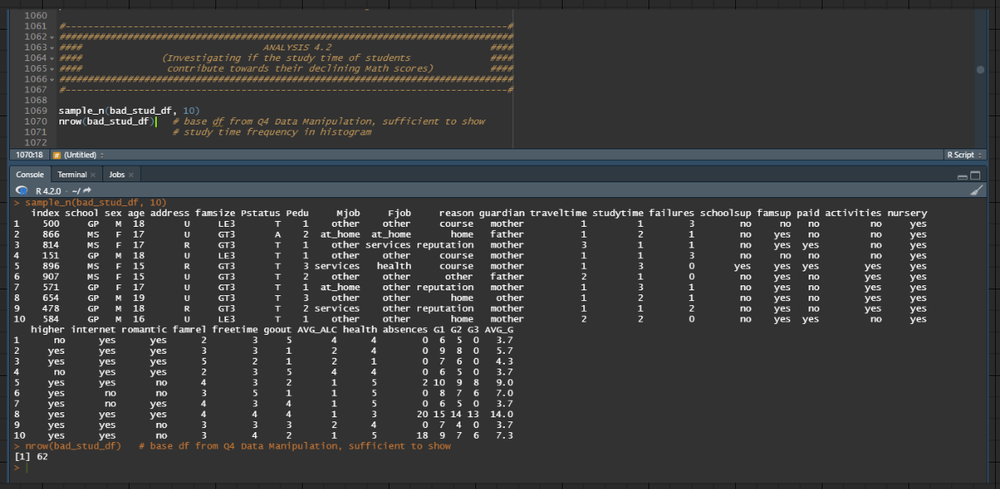 1060
1061 #--------------------------------------------------------------------------------#
1062 ################################################################################
1063 #### ANALYSIS 4.2 ####
1064 #### (Investigating if the study time of students ####
1065 #### contribute towards their declining Math scores) ####
1066 ################################################################################
1067 #--------------------------------------------------------------------------------#
1068
1069 sample_n(bad_stud_df, 10)
1070 nrow(bad_stud_df) # base df from Q4 Data Manipulation, sufficient to show
1071 # study time frequency in histogram
1072
1070:18 # (Untitled) R Script
Console Terminal × Jobs ×
R 4.2.0 · ~/
> sample_n(bad_stud_df, 10)
index school sex age address famsize Pstatus Pedu Mjob Fjob reason guardian traveltime studytime failures schoolsup famsup paid activities nursery
1 500 GP M 18 U LE3 T 1 other other course mother 1 1 3 no no no no yes
2 866 MS F 17 U GT3 A 2 at_home at_home home father 1 2 1 no yes no no yes
3 814 MS F 17 R GT3 T 1 other services reputation mother 3 1 1 no yes yes no yes
4 151 GP M 18 U LE3 T 1 other other course mother 1 1 3 no no no no yes
5 896 MS F 15 R GT3 T 3 services health course mother 1 3 0 yes yes yes yes yes
6 907 MS F 15 U GT3 T 2 other other other father 2 1 0 no yes no yes yes
7 571 GP F 17 U GT3 T 1 at_home other reputation mother 1 3 1 no yes no yes yes
8 654 GP M 19 U GT3 T 3 other other home other 1 2 1 no yes no yes yes
9 478 GP M 18 R GT3 T 2 services other reputation mother 1 1 2 no yes no yes yes
10 584 GP M 16 U LE3 T 1 other other home mother 2 2 0 no yes yes no yes
higher internet romantic famrel freetime goout AVG_ALC health absences G1 G2 G3 AVG_G
1 no yes yes 2 3 5 4 4 0 6 5 0 3.7
2 yes yes yes 3 3 1 2 4 0 9 8 0 5.7
3 yes yes yes 5 2 1 2 1 0 7 6 0 4.3
4 no yes yes 2 3 5 4 4 0 6 5 0 3.7
5 yes yes no 4 3 2 1 5 2 10 9 8 9.0
6 yes no no 3 5 1 1 5 0 8 7 6 7.0
7 yes no yes 4 3 4 1 5 0 6 5 0 3.7
8 yes yes yes 4 4 4 1 3 20 15 14 13 14.0
9 yes yes no 3 3 3 2 4 0 7 4 0 3.7
10 yes yes no 3 4 2 1 5 18 9 7 6 7.3
> nrow(bad_stud_df) # base df from Q4 Data Manipulation, sufficient to show
[1] 62
>